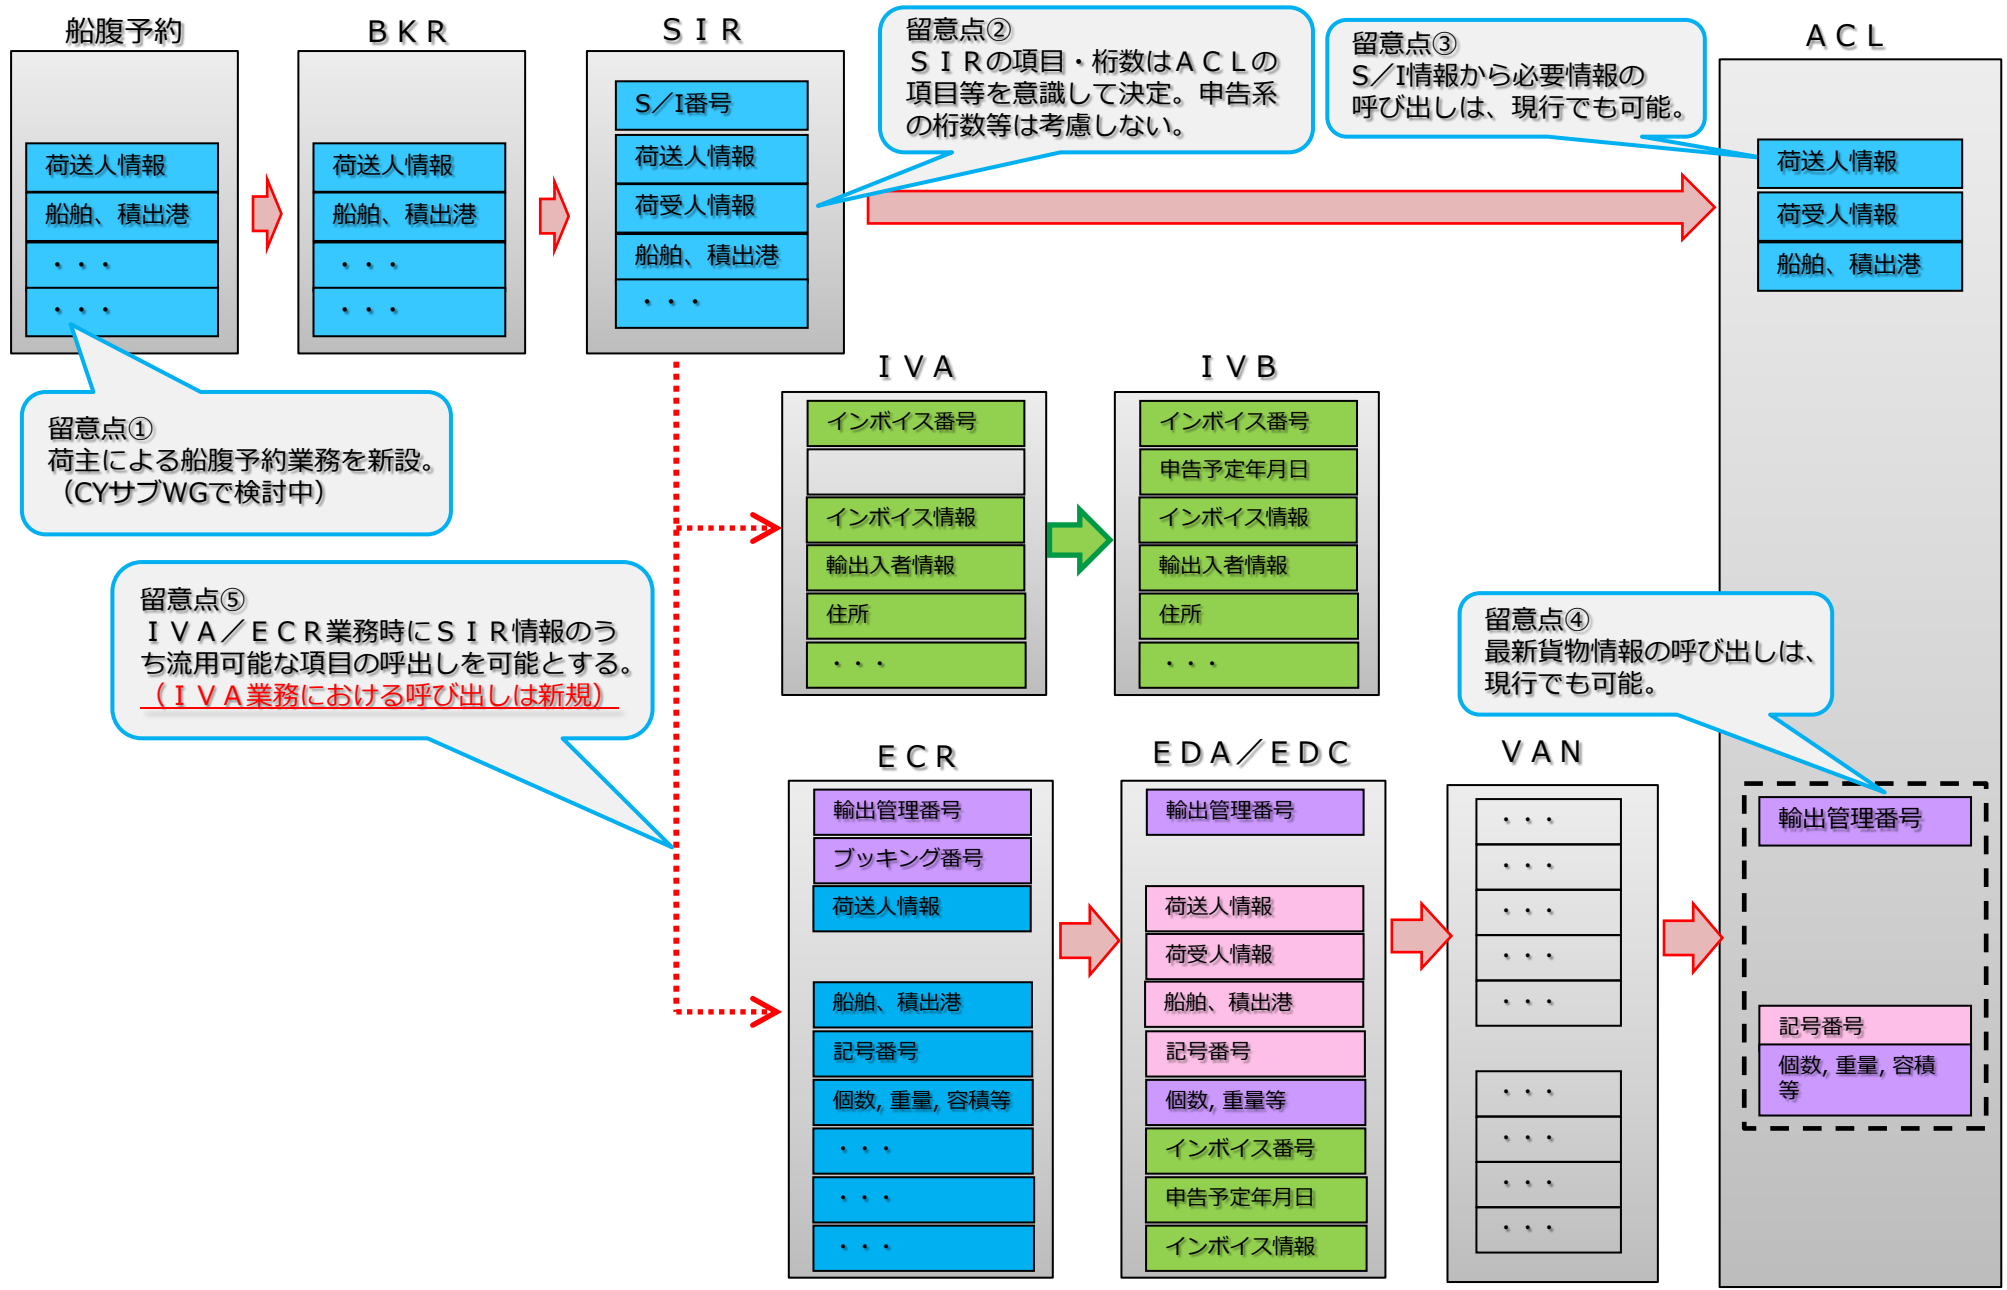 船腹予約
ＢＫＲ
ＳＩＲ
ＡＣＬ
荷送人情報
船舶、積出港
・・・
・・・
荷送人情報
船舶、積出港
・・・
・・・
S／I番号
荷送人情報
荷受人情報
船舶、積出港
・・・
留意点②
ＳＩＲの項目・桁数はＡＣＬの
項目等を意識して決定。申告系
の桁数等は考慮しない。
留意点③
S／I情報から必要情報の
呼び出しは、現行でも可能。
荷送人情報
荷受人情報
船舶、積出港
留意点①
荷主による船腹予約業務を新設。
（CYサブWGで検討中）
ＩＶＡ
インボイス番号
インボイス情報
輸出入者情報
住所
・・・
ＩＶＢ
インボイス番号
申告予定年月日
インボイス情報
輸出入者情報
住所
・・・
留意点⑤
ＩＶＡ／ＥＣＲ業務時にＳＩＲ情報のう
ち流用可能な項目の呼出しを可能とする。
（ＩＶＡ業務における呼び出しは新規）
留意点④
最新貨物情報の呼び出しは、
現行でも可能。
ＥＣＲ
輸出管理番号
ブッキング番号
荷送人情報
船舶、積出港
記号番号
個数, 重量, 容積等
・・・
・・・
・・・
ＥＤＡ／ＥＤＣ
輸出管理番号
荷送人情報
荷受人情報
船舶、積出港
記号番号
個数, 重量等
インボイス番号
申告予定年月日
インボイス情報
ＶＡＮ
・・・
・・・
・・・
・・・
・・・
・・・
・・・
・・・
・・・
輸出管理番号
記号番号
個数, 重量, 容積
等